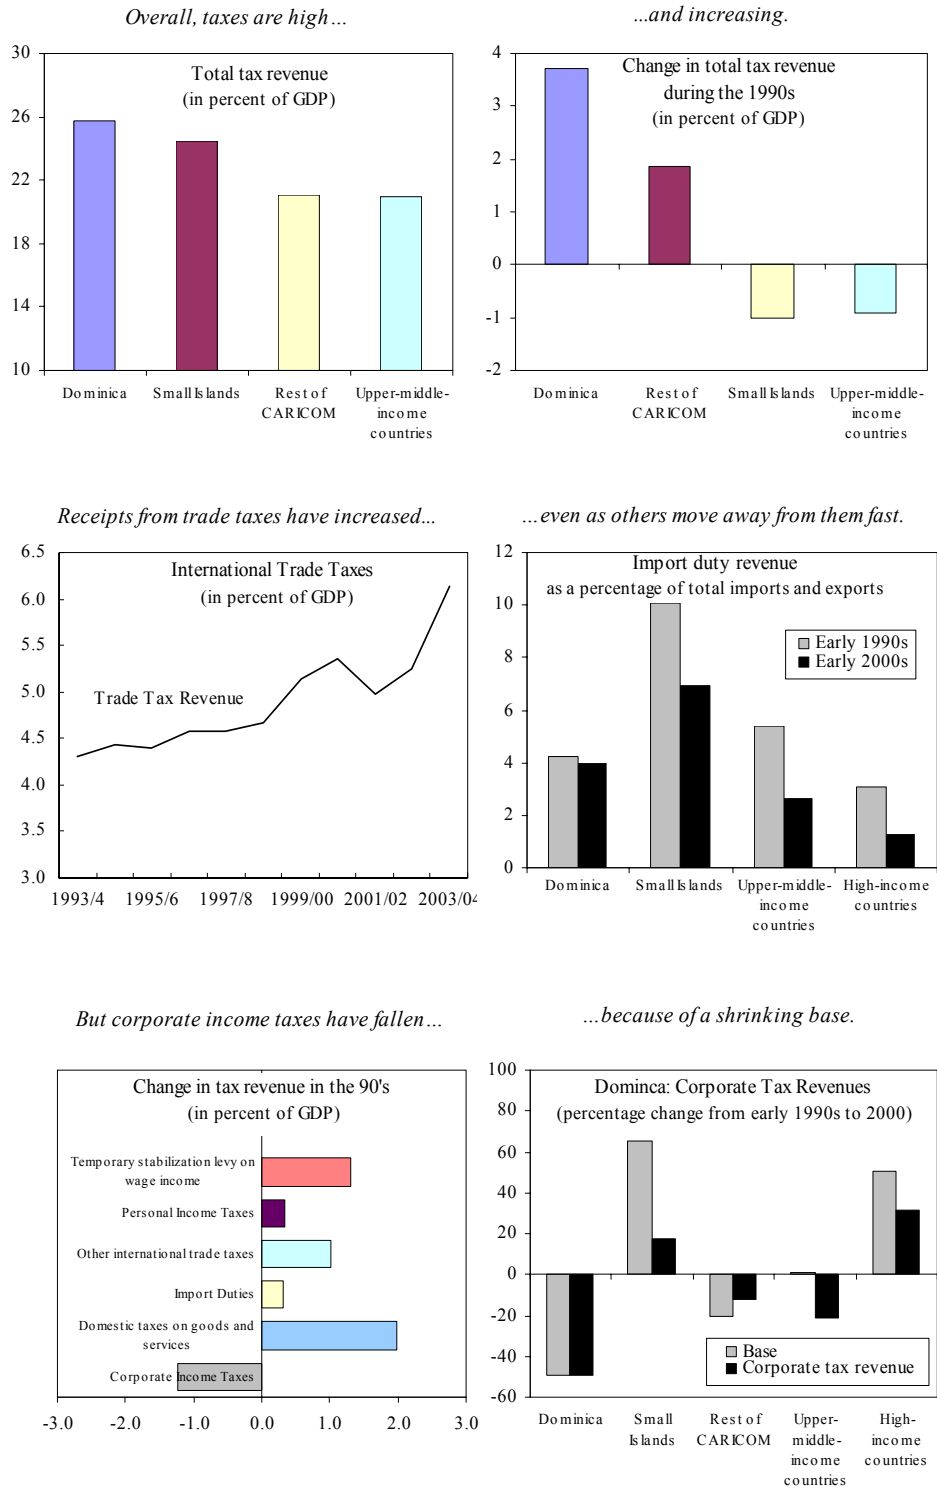 Overall, taxes are high…
Total tax revenue
(in percent of GDP)
30
26
22
18
14
10
Dominica
Small Islands
Rest of
CARICOM
Upper-middle-
income
countries
…and increasing.
Change in total tax revenue
during the 1990s
(in percent of GDP)
4
3
2
1
0
-1
-2
Dominica
Rest of
CARICOM
Small Islands
Upper-middle-
income
countries
Receipts from trade taxes have increased...
International Trade Taxes
(in percent of GDP)
Trade Tax Revenue
6.5
6.0
5.5
5.0
4.5
4.0
3.5
3.0
1993/4 1995/6 1997/8 1999/00 2001/02 2003/04
…even as others move away from them fast.
Import duty revenue
as a percentage of total imports and exports
Early 1990s
Early 2000s
12
10
8
6
4
2
0
Dominica
Small Islands
Upper-middle-
income
countries
High-income
countries
But corporate income taxes have fallen…
Change in tax revenue in the 90's
(in percent of GDP)
Temporary stabilization levy on
wage income
Personal Income Taxes
Other international trade taxes
Import Duties
Domestic taxes on goods and
services
Corporate Income Taxes
-3.0 -2.0 -1.0 0.0 1.0 2.0 3.0
…because of a shrinking base.
Dominca: Corporate Tax Revenues
(percentage change from early 1990s to 2000)
100
80
60
40
20
0
-20
-40
-60
Base
Corporate tax revenue
Dominica
Small
Islands
Rest of
CARICOM
Upper-
middle-
income
countries
High-
income
countries